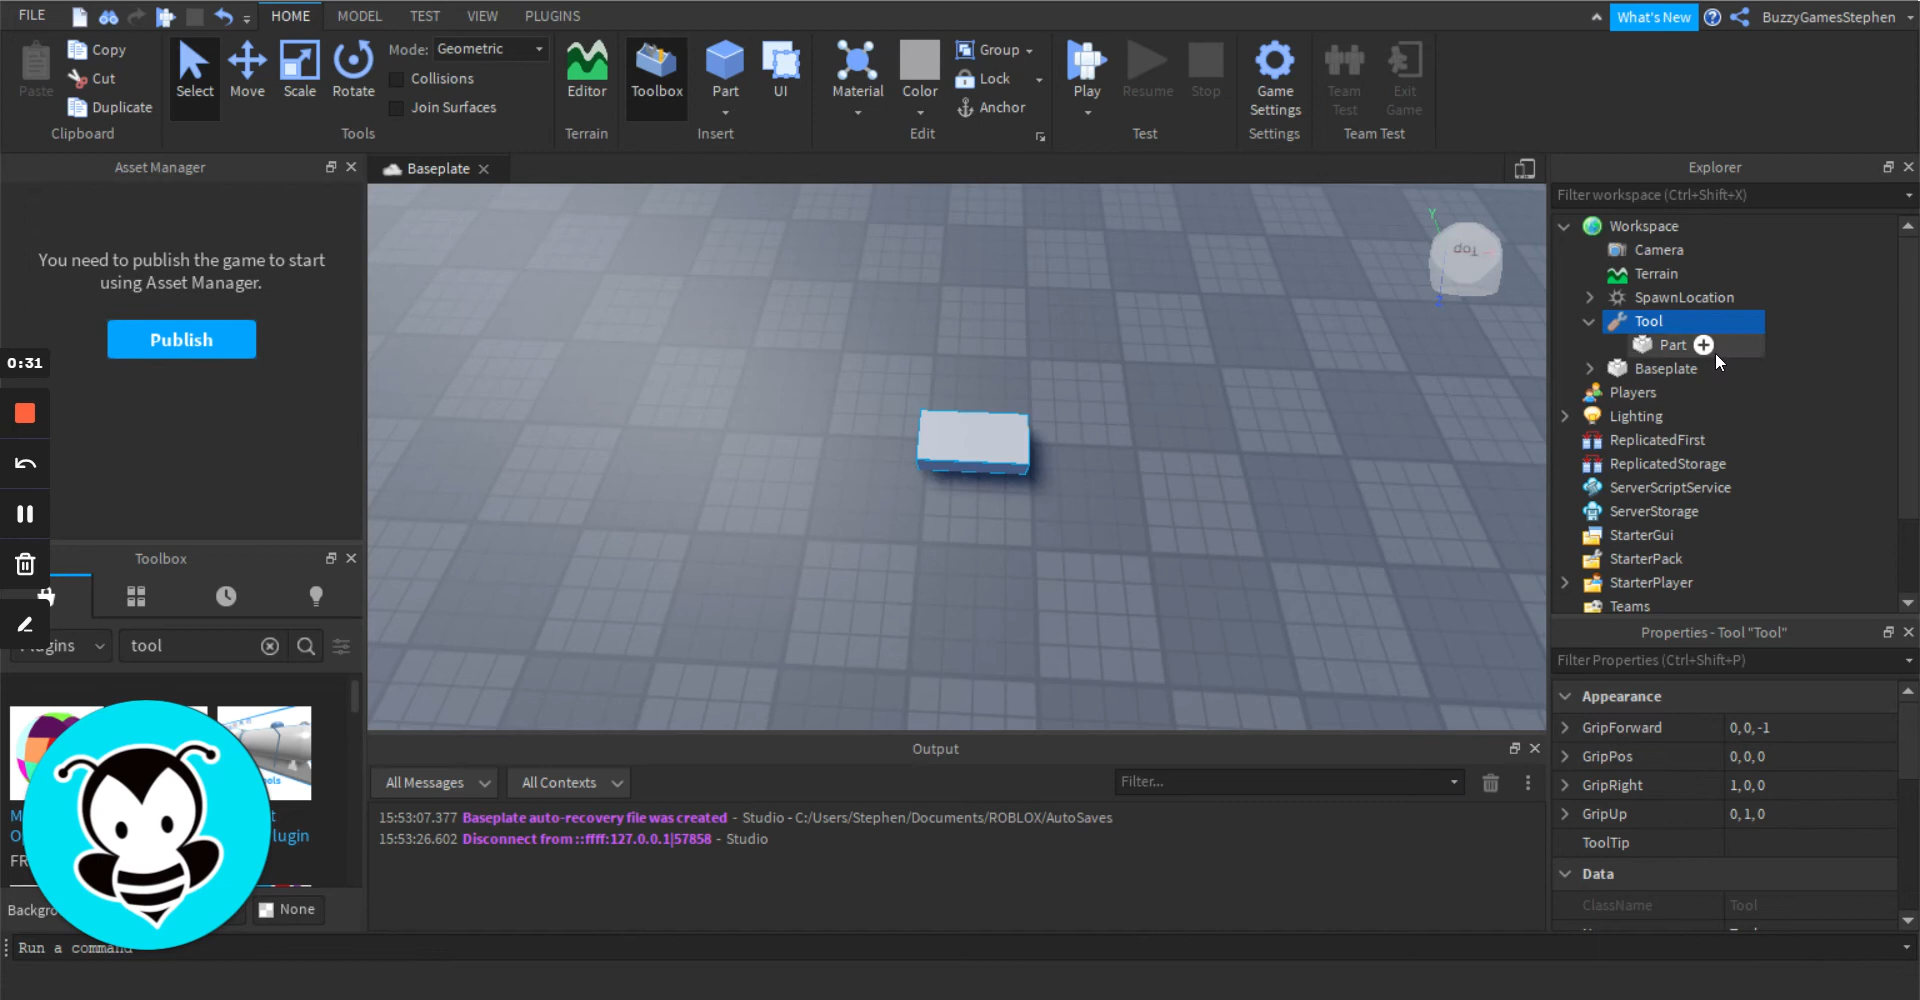 FILE
HOME
MODEL
TEST
VIEW
PLUGINS
What's New
BuzzyGamesStephen
Paste
Copy
Cut
Duplicate
Clipboard
Select
Move
Scale
Rotate
Mode: Geometric
Collisions
Join Surfaces
Tools
Editor
Terrain
Toolbox
Part
UI
Insert
Material
Color
Group
Lock
Anchor
Edit
Play
Resume
Stop
Test
Game
Settings
Settings
Team
Test
Exit
Game
Team Test
Asset Manager
You need to publish the game to start
using Asset Manager.
Publish
0:31
Toolbox
tool
FR
None
Baseplate
Y
Top
Z
Output
All Messages
All Contexts
Filter...
15:53:07.377 Baseplate auto-recovery file was created - Studio - C:/Users/Stephen/Documents/ROBLOX/AutoSaves
15:53:26.602 Disconnect from ::ffff:127.0.0.1|57858 - Studio
Run a command
Explorer
Filter workspace (Ctrl+Shift+X)
Workspace
Camera
Terrain
SpawnLocation
Tool
Part
Baseplate
Players
Lighting
ReplicatedFirst
ReplicatedStorage
ServerScriptService
ServerStorage
StarterGui
StarterPack
StarterPlayer
Teams
Properties - Tool "Tool"
Filter Properties (Ctrl+Shift+P)
Appearance
GripForward 0, 0, -1
GripPos 0, 0, 0
GripRight 1, 0, 0
GripUp 0, 1, 0
ToolTip
Data
ClassName Tool